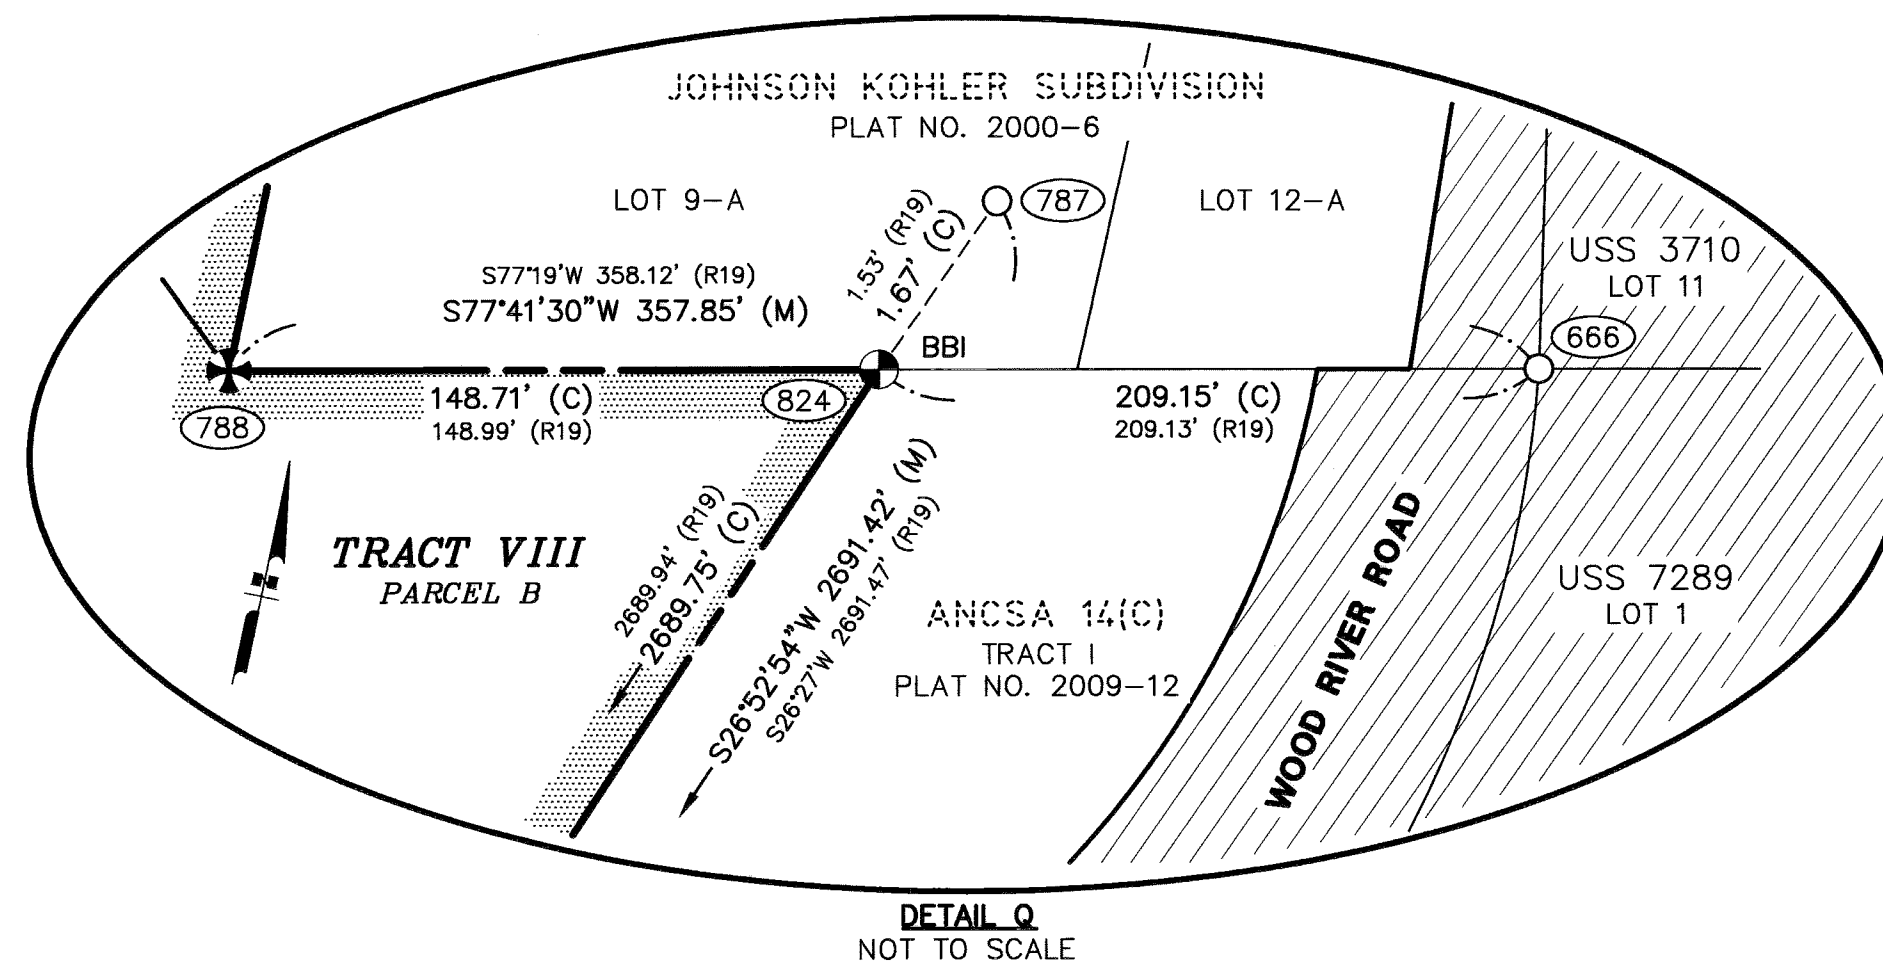 JOHNSON KOHLER SUBDIVISION
PLAT NO. 2000-6
LOT 9-A
1.53' (R19)
1.67' (C)
787
LOT 12-A
USS 3710
LOT 11
S77°19'W 358.12' (R19)
S77°41'30"W 357.85' (M)
BBI
666
148.71' (C)
148.99' (R19)
824
209.15' (C)
209.13' (R19)
788
2689.94' (R19)
2689.75' (C)
S26°52'54"W 2691.42' (M)
S26°27'W 2691.47' (R19)
TRACT VIII
PARCEL B
N
ANCSA 14(C)
TRACT I
PLAT NO. 2009-12
WOOD RIVER ROAD
USS 7289
LOT 1
DETAIL Q
NOT TO SCALE